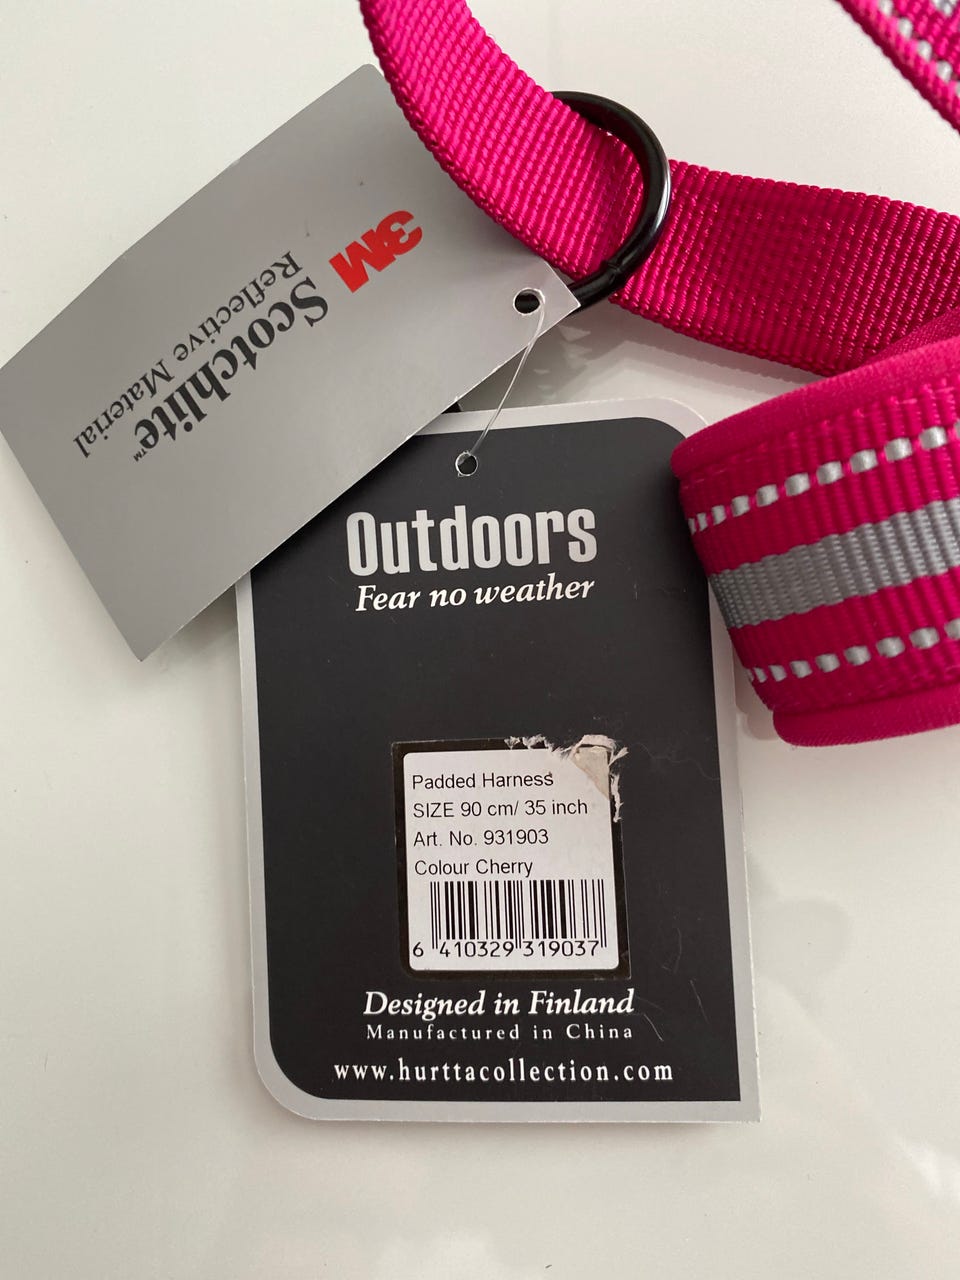 3M
Scotchlite™
Reflective Material
Outdoors
Fear no weather
Padded Harness
SIZE 90 cm/ 35 inch
Art. No. 931903
Colour Cherry
6 410329 319037
Designed in Finland
Manufactured in China
www.hurttacollection.com